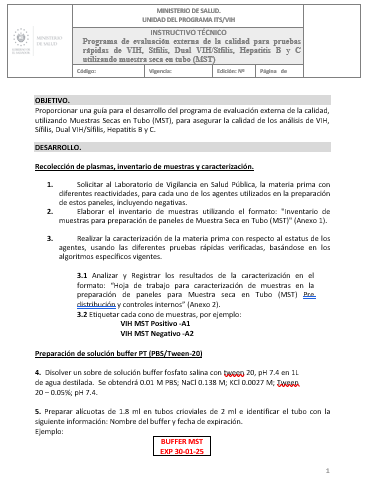 MINISTERIO DE SALUD.
UNIDAD DEL PROGRAMA ITS/VIH
MINISTERIO
DE SALUD
INSTRUCTIVO TÉCNICO
Programa de evaluación externa de la calidad para pruebas
rápidas de VIH, Sífilis, Dual VIH/Sífilis, Hepatitis B y C
utilizando muestra seca en tubo (MST)
Código: Vigencia: Edición: Nº Página de
OBJETIVO.
Proporcionar una guía para el desarrollo del programa de evaluación externa de la calidad,
utilizando Muestras Secas en Tubo (MST), para asegurar la calidad de los análisis de VIH,
Sífilis, Dual VIH/Sífilis, Hepatitis B y C.
DESARROLLO.
Recolección de plasmas, inventario de muestras y caracterización.
1. Solicitar al Laboratorio de Vigilancia en Salud Pública, la materia prima con
diferentes reactividades, para cada uno de los agentes utilizados en la preparación
de estos paneles, incluyendo negativas.
2. Elaborar el inventario de muestras utilizando el formato: "Inventario de
muestras para preparación de paneles de Muestra Seca en Tubo (MST)" (Anexo 1).
3. Realizar la caracterización de la materia prima con respecto al estatus de los
agentes, usando las diferentes pruebas rápidas verificadas, basándose en los
algoritmos específicos vigentes.
3.1 Analizar y Registrar los resultados de la caracterización en el
formato: "Hoja de trabajo para caracterización de muestras en la
preparación de paneles para Muestra seca en Tubo (MST) Pre
distribución y controles internos" (Anexo 2).
3.2 Etiquetar cada cono de muestras, por ejemplo:
VIH MST Positivo -A1
VIH MST Negativo -A2
Preparación de solución buffer PT (PBS/Tween-20)
4. Disolver un sobre de solución buffer fosfato salina con tween 20, pH 7.4 en 1L
de agua destilada. Se obtendrá 0.01 M PBS; NaCl 0.138 M; KCl 0.0027 M; Tween
20 – 0.05%; pH 7.4.
5. Preparar alícuotas de 1.8 ml en tubos crioviales de 2 ml e identificar el tubo con la
siguiente información: Nombre del buffer y fecha de expiración.
Ejemplo:
BUFFER MST
EXP 30-01-25
1